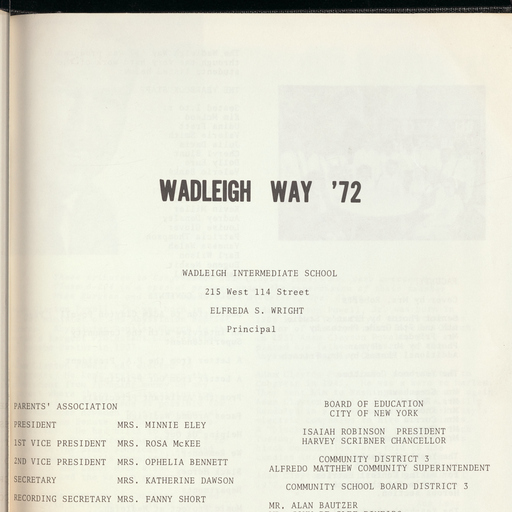 WADLEIGH WAY '72
WADLEIGH INTERMEDIATE SCHOOL
215 West 114 Street
ELFREDA S. WRIGHT
Principal
PARENTS' ASSOCIATION
PRESIDENT MRS. MINNIE ELEY
1ST VICE PRESIDENT MRS. ROSA McKEE
2ND VICE PRESIDENT MRS. OPHELIA BENNETT
SECRETARY MRS. KATHERINE DAWSON
RECORDING SECRETARY MRS. FANNY SHORT
BOARD OF EDUCATION
CITY OF NEW YORK
ISAIAH ROBINSON PRESIDENT
HARVEY SCRIBNER CHANCELLOR
COMMUNITY DISTRICT 3
ALFREDO MATTHEW COMMUNITY SUPERINTENDENT
COMMUNITY SCHOOL BOARD DISTRICT 3
MR. ALAN BAUTZER